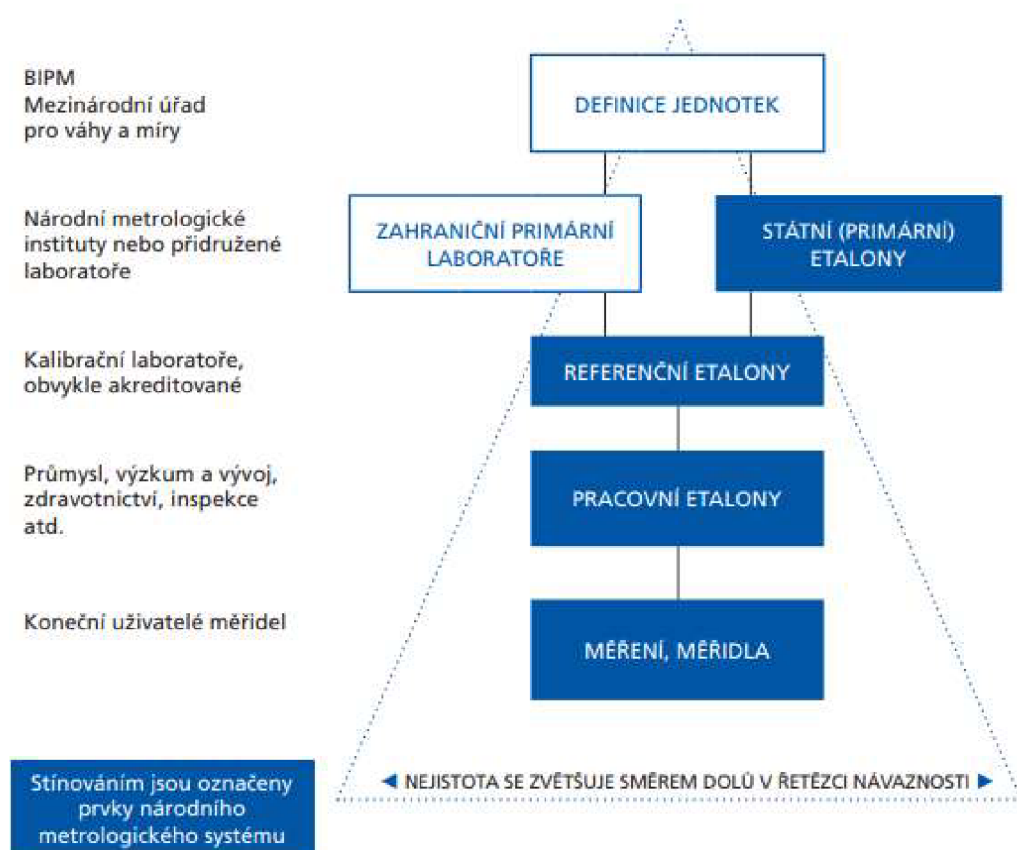 BIPM
Mezinárodní úřad
pro váhy a míry
DEFINICE JEDNOTEK
Národní metrologické
instituty nebo přidružené
laboratoře
ZAHRANIČNÍ PRIMÁRNÍ
LABORATOŘE
STÁTNÍ (PRIMÁRNÍ)
ETALONY
Kalibrační laboratoře,
obvykle akreditované
REFERENČNÍ ETALONY
Průmysl, výzkum a vývoj,
zdravotnictví, inspekce
atd.
PRACOVNÍ ETALONY
Koneční uživatelé měřidel
MĚŘENÍ, MĚŘIDLA
Stínováním jsou označeny
prvky národního
metrologického systému
◄ NEJISTOTA SE ZVĚTŠUJE SMĚREM DOLŮ V ŘETĚZCI NÁVAZNOSTI ►